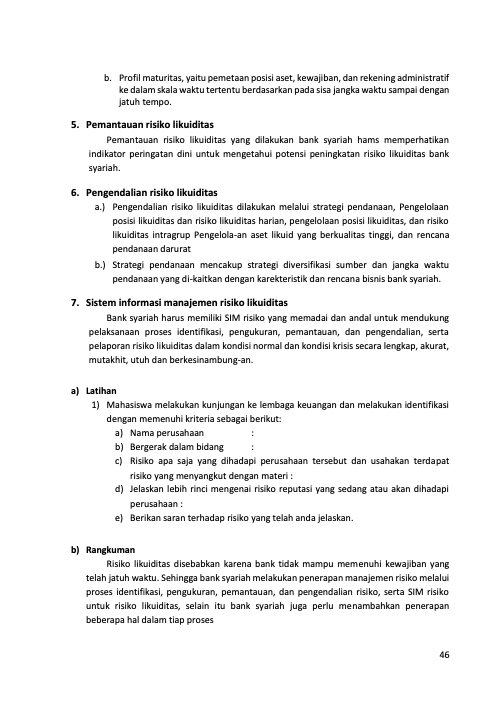 b. Profil maturitas, yaitu pemetaan posisi aset, kewajiban, dan rekening administratif
ke dalam skala waktu tertentu berdasarkan pada sisa jangka waktu sampai dengan
jatuh tempo.
5. Pemantauan risiko likuiditas
Pemantauan risiko likuiditas yang dilakukan bank syariah hams memperhatikan
indikator peringatan dini untuk mengetahui potensi peningkatan risiko likuiditas bank
syariah.
6. Pengendalian risiko likuiditas
a.) Pengendalian risiko likuiditas dilakukan melalui strategi pendanaan, Pengelolaan
posisi likuiditas dan risiko likuiditas harian, pengelolaan posisi likuiditas, dan risiko
likuiditas intragrup Pengelola-an aset likuid yang berkualitas tinggi, dan rencana
pendanaan darurat
b.) Strategi pendanaan mencakup strategi diversifikasi sumber dan jangka waktu
pendanaan yang di-kaitkan dengan karekteristik dan rencana bisnis bank syariah.
7. Sistem informasi manajemen risiko likuiditas
Bank syariah harus memiliki SIM risiko yang memadai dan andal untuk mendukung
pelaksanaan proses identifikasi, pengukuran, pemantauan, dan pengendalian, serta
pelaporan risiko likuiditas dalam kondisi normal dan kondisi krisis secara lengkap, akurat,
mutakhit, utuh dan berkesinambung-an.
a) Latihan
1) Mahasiswa melakukan kunjungan ke lembaga keuangan dan melakukan identifikasi
dengan memenuhi kriteria sebagai berikut:
a) Nama perusahaan :
b) Bergerak dalam bidang :
c) Risiko apa saja yang dihadapi perusahaan tersebut dan usahakan terdapat
risiko yang menyangkut dengan materi :
d) Jelaskan lebih rinci mengenai risiko reputasi yang sedang atau akan dihadapi
perusahaan :
e) Berikan saran terhadap risiko yang telah anda jelaskan.
b) Rangkuman
Risiko likuiditas disebabkan karena bank tidak mampu memenuhi kewajiban yang
telah jatuh waktu. Sehingga bank syariah melakukan penerapan manajemen risiko melalui
proses identifikasi, pengukuran, pemantauan, dan pengendalian risiko, serta SIM risiko
untuk risiko likuiditas, selain itu bank syariah juga perlu menambahkan penerapan
beberapa hal dalam tiap proses
46